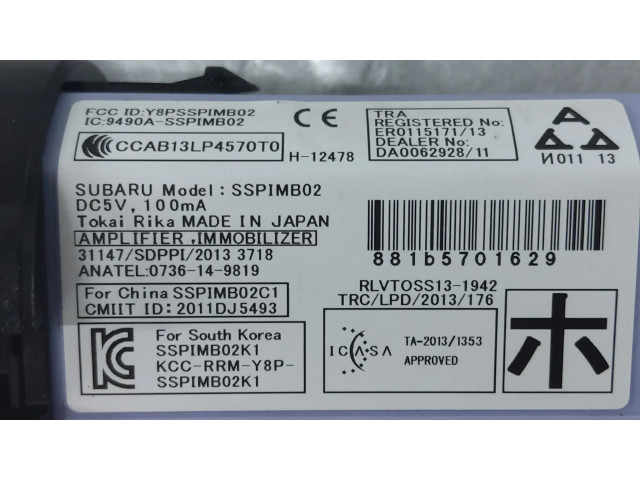 FCC ID:Y8PSSPIMB02
IC:9490A-SSPIMB02
CE
CCAB13LP4570T0
H-12478
TRA
REGISTERED No:
ER0115171/13
DEALER No:
DA0062928/11
И011 13
SUBARU Model: SSPIMB02
DC5V, 100mA
Tokai Rika MADE IN JAPAN
AMPLIFIER,IMMOBILIZER
31147/SDPPI/2013 3718
ANATEL:0736-14-9819
881b5701629
For China SSPIMB02C1
CMIIT ID: 2011DJ5493
RLVTOSS13-1942
TRC/LPD/2013/176
For South Korea
SSPIMB02K1
KCC-RRM-Y8P-
SSPIMB02K1
ICASA
TA-2013/1353
APPROVED
ホ